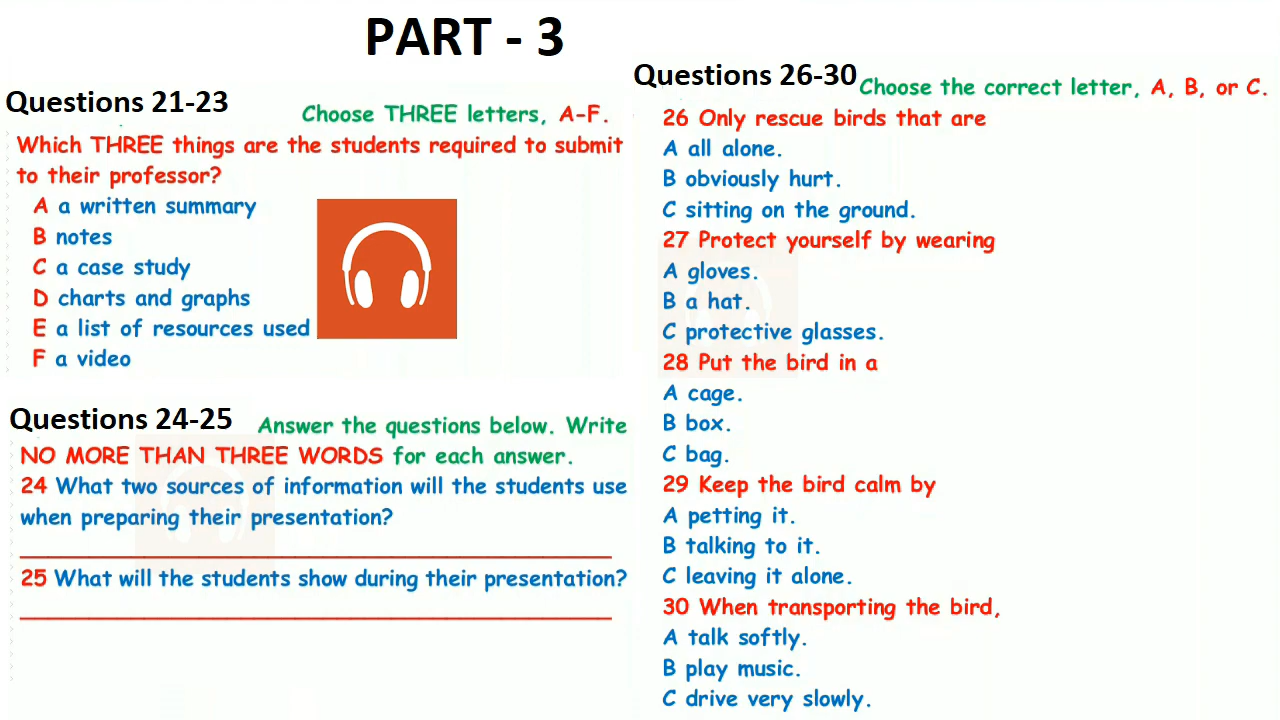 PART - 3
Questions 21-23
Choose THREE letters, A-F.
Which THREE things are the students required to submit
to their professor?
A a written summary
B notes
C a case study
D charts and graphs
E a list of resources used
F a video
Questions 24-25
Answer the questions below. Write
NO MORE THAN THREE WORDS for each answer.
24 What two sources of information will the students use
when preparing their presentation?
25 What will the students show during their presentation?
Questions 26-30
Choose the correct letter, A, B, or C.
26 Only rescue birds that are
A all alone.
B obviously hurt.
C sitting on the ground.
27 Protect yourself by wearing
A gloves.
B a hat.
C protective glasses.
28 Put the bird in a
A cage.
B box.
C bag.
29 Keep the bird calm by
A petting it.
B talking to it.
C leaving it alone.
30 When transporting the bird,
A talk softly.
B play music.
C drive very slowly.